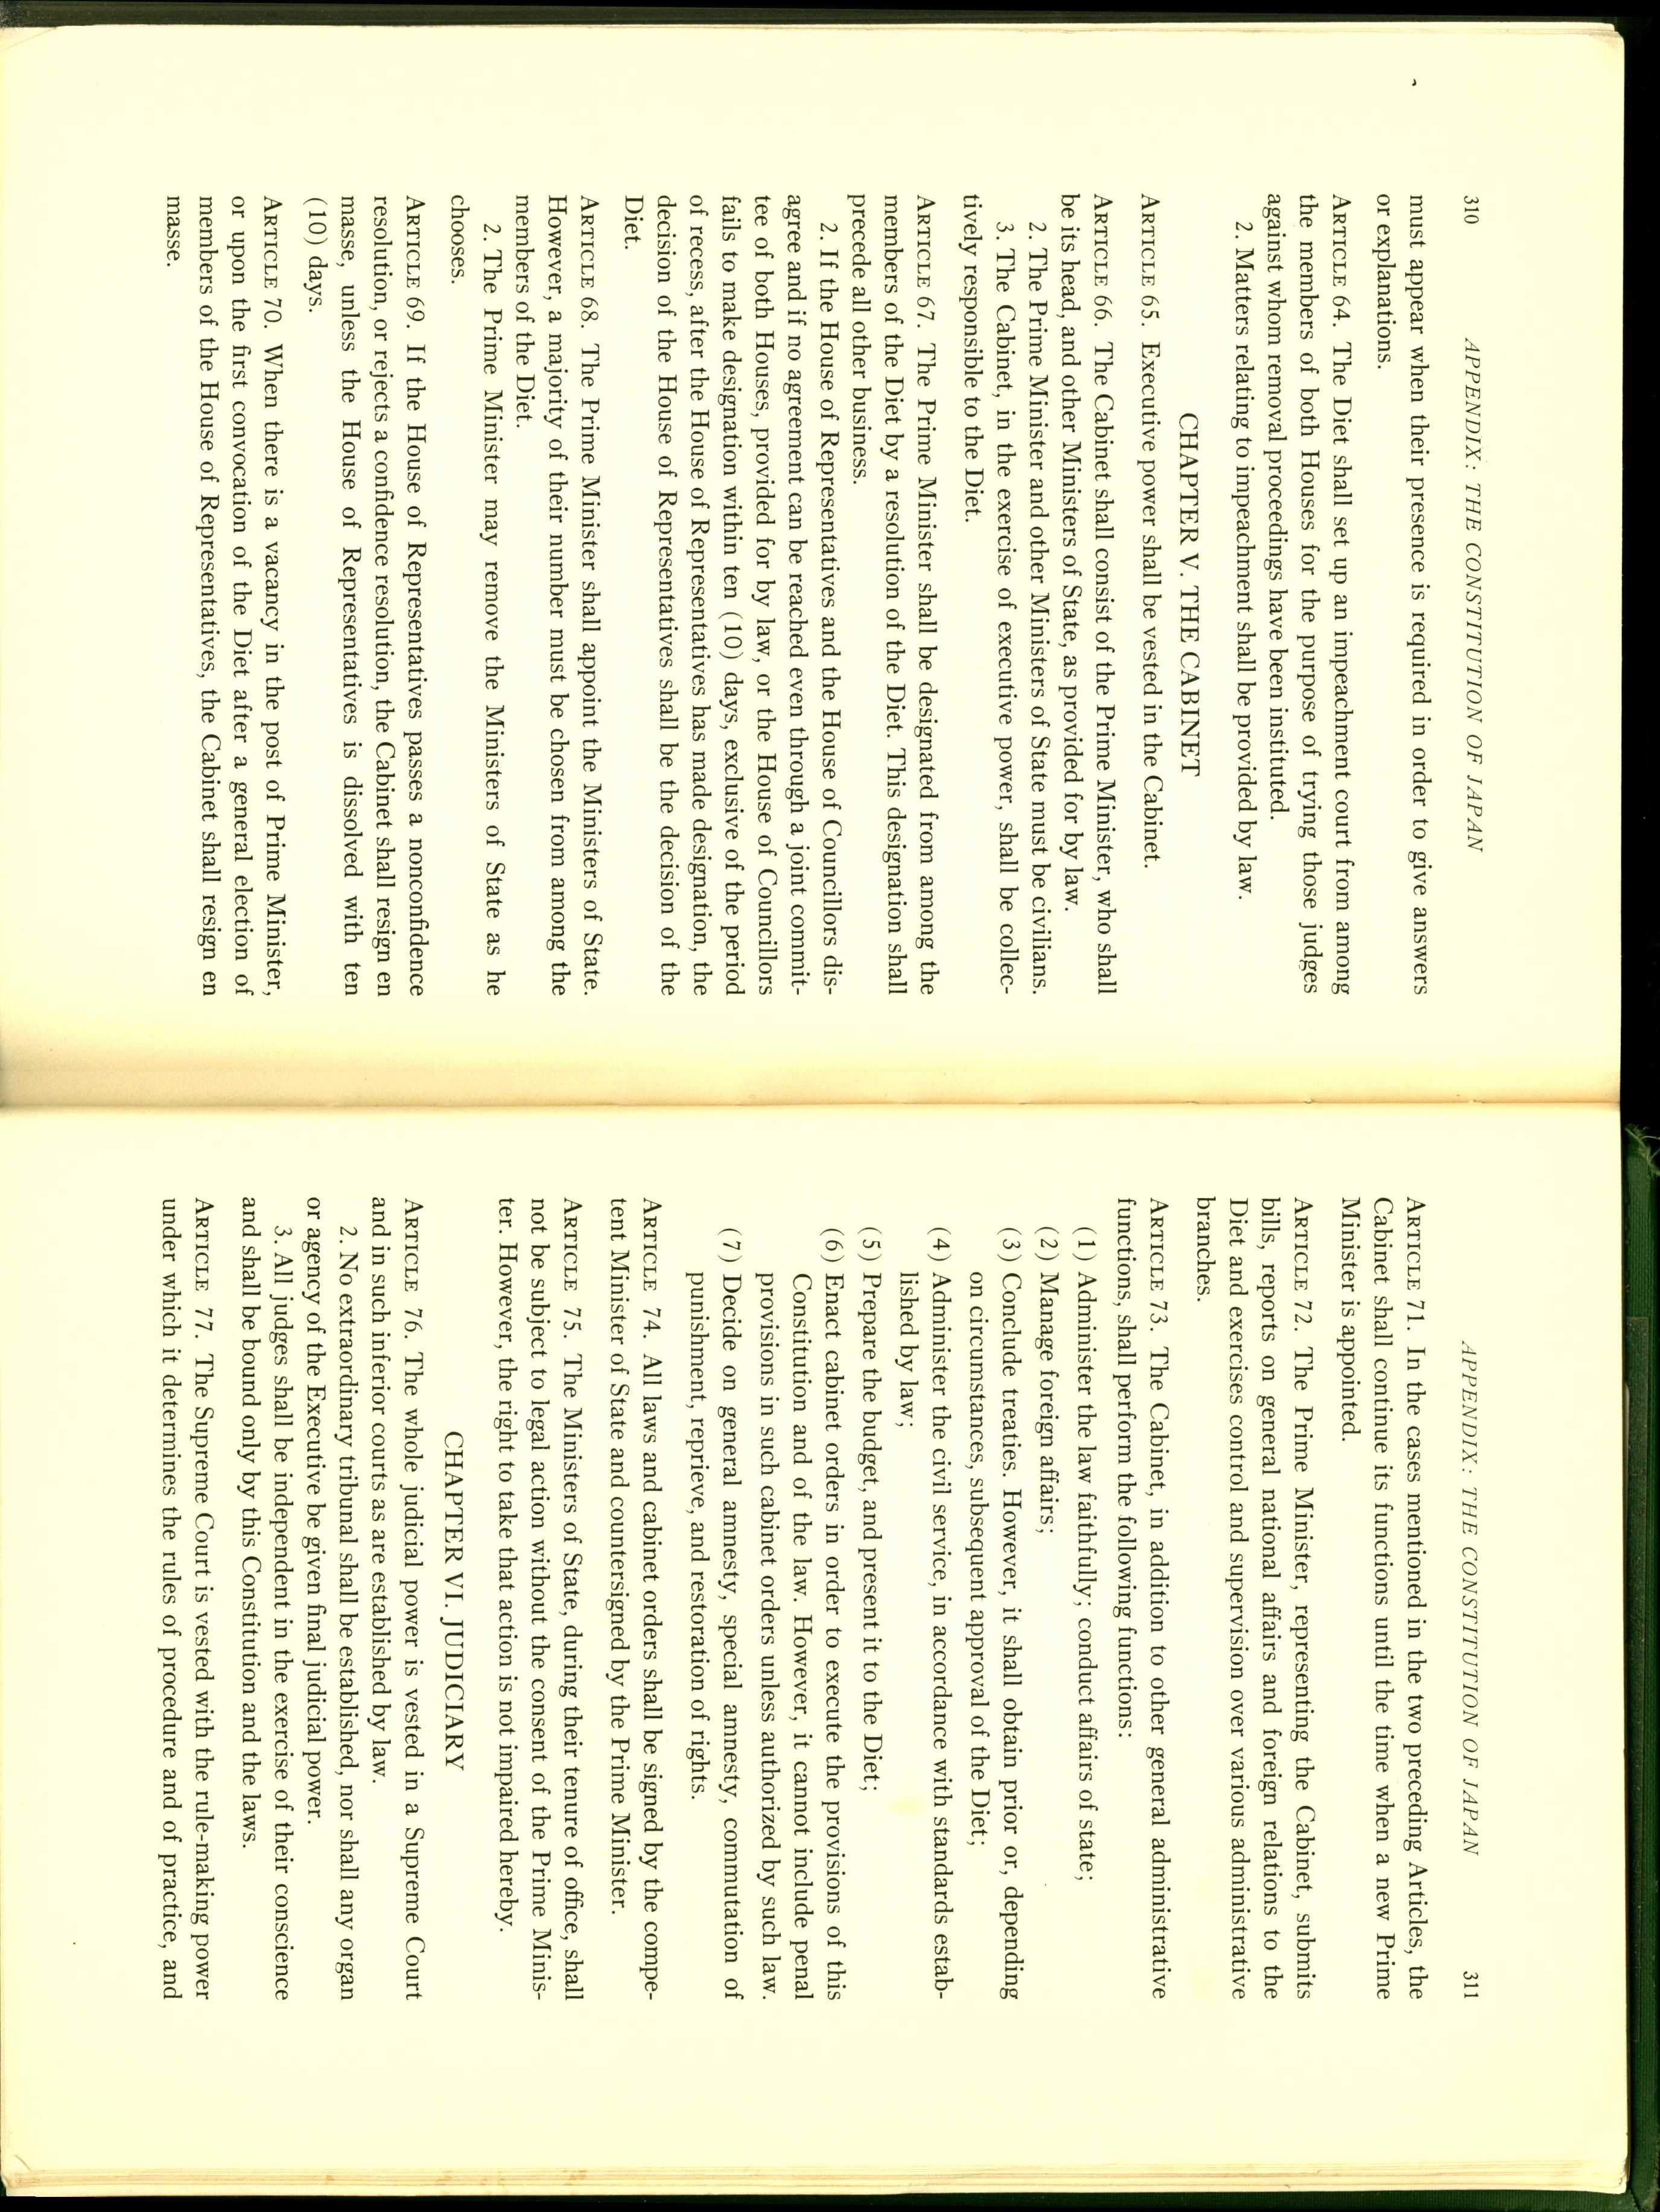 310 APPENDIX: THE CONSTITUTION OF JAPAN
must appear when their presence is required in order to give answers
or explanations.
ARTICLE 64. The Diet shall set up an impeachment court from among
the members of both Houses for the purpose of trying those judges
against whom removal proceedings have been instituted.
2. Matters relating to impeachment shall be provided by law.
CHAPTER V. THE CABINET
ARTICLE 65. Executive power shall be vested in the Cabinet.
ARTICLE 66. The Cabinet shall consist of the Prime Minister, who shall
be its head, and other Ministers of State, as provided for by law.
2. The Prime Minister and other Ministers of State must be civilians.
3. The Cabinet, in the exercise of executive power, shall be collec-
tively responsible to the Diet.
ARTICLE 67. The Prime Minister shall be designated from among the
members of the Diet by a resolution of the Diet. This designation shall
precede all other business.
2. If the House of Representatives and the House of Councillors dis-
agree and if no agreement can be reached even through a joint commit-
tee of both Houses, provided for by law, or the House of Councillors
fails to make designation within ten (10) days, exclusive of the period
of recess, after the House of Representatives has made designation, the
decision of the House of Representatives shall be the decision of the
Diet.
ARTICLE 68. The Prime Minister shall appoint the Ministers of State.
However, a majority of their number must be chosen from among the
members of the Diet.
2. The Prime Minister may remove the Ministers of State as he
chooses.
ARTICLE 69. If the House of Representatives passes a nonconfidence
resolution, or rejects a confidence resolution, the Cabinet shall resign en
masse, unless the House of Representatives is dissolved with ten
(10) days.
ARTICLE 70. When there is a vacancy in the post of Prime Minister,
or upon the first convocation of the Diet after a general election of
members of the House of Representatives, the Cabinet shall resign en
masse.
APPENDIX: THE CONSTITUTION OF JAPAN 311
ARTICLE 71. In the cases mentioned in the two preceding Articles, the
Cabinet shall continue its functions until the time when a new Prime
Minister is appointed.
ARTICLE 72. The Prime Minister, representing the Cabinet, submits
bills, reports on general national affairs and foreign relations to the
Diet and exercises control and supervision over various administrative
branches.
ARTICLE 73. The Cabinet, in addition to other general administrative
functions, shall perform the following functions:
(1) Administer the law faithfully; conduct affairs of state;
(2) Manage foreign affairs;
(3) Conclude treaties. However, it shall obtain prior or, depending
on circumstances, subsequent approval of the Diet;
(4) Administer the civil service, in accordance with standards estab-
lished by law;
(5) Prepare the budget, and present it to the Diet;
(6) Enact cabinet orders in order to execute the provisions of this
Constitution and of the law. However, it cannot include penal
provisions in such cabinet orders unless authorized by such law.
(7) Decide on general amnesty, special amnesty, commutation of
punishment, reprieve, and restoration of rights.
ARTICLE 74. All laws and cabinet orders shall be signed by the compe-
tent Minister of State and countersigned by the Prime Minister.
ARTICLE 75. The Ministers of State, during their tenure of office, shall
not be subject to legal action without the consent of the Prime Minis-
ter. However, the right to take that action is not impaired hereby.
CHAPTER VI. JUDICIARY
ARTICLE 76. The whole judicial power is vested in a Supreme Court
and in such inferior courts as are established by law.
2. No extraordinary tribunal shall be established, nor shall any organ
or agency of the Executive be given final judicial power.
3. All judges shall be independent in the exercise of their conscience
and shall be bound only by this Constitution and the laws.
ARTICLE 77. The Supreme Court is vested with the rule-making power
under which it determines the rules of procedure and of practice, and